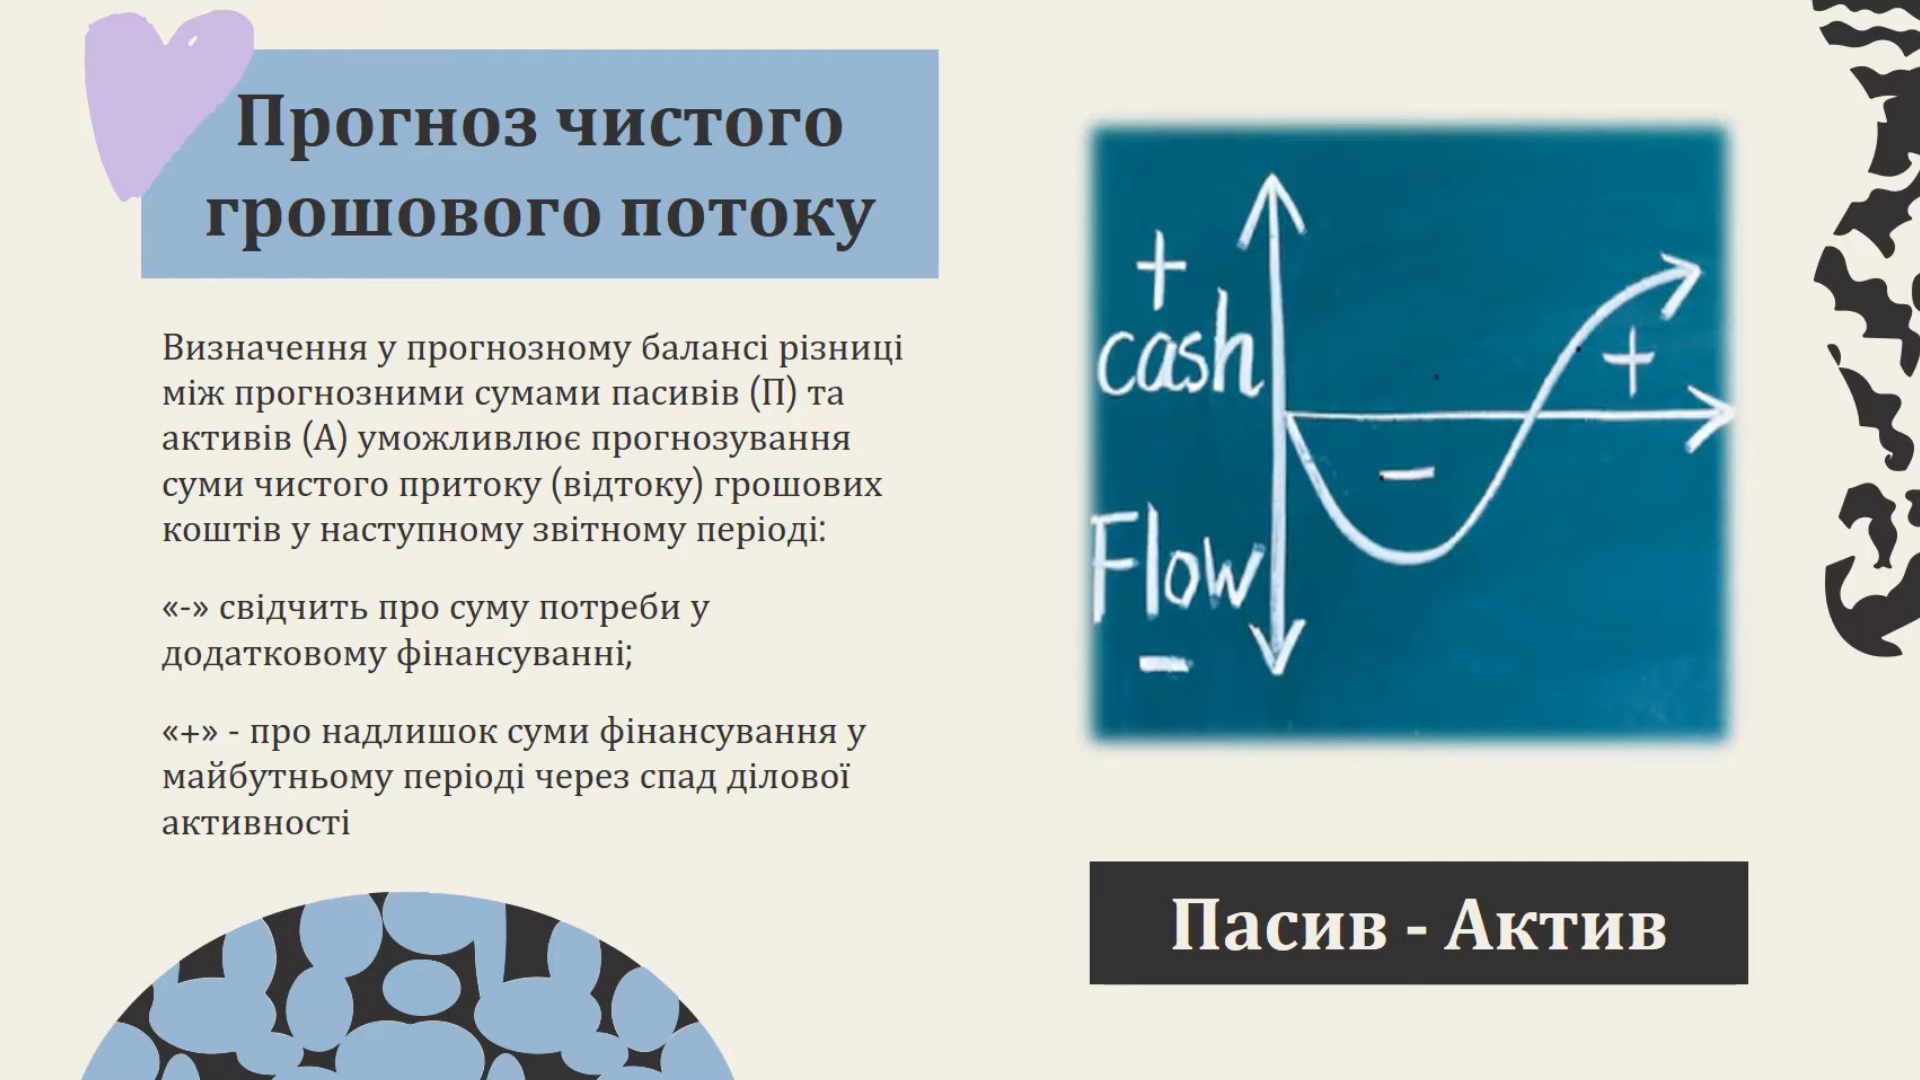 Прогноз чистого
грошового потоку
Визначення у прогнозному балансі різниці
між прогнозними сумами пасивів (П) та
активів (А) уможливлює прогнозування
суми чистого притоку (відтоку) грошових
коштів у наступному звітному періоді:
«-» свідчить про суму потреби у
додатковому фінансуванні;
«+» - про надлишок суми фінансування у
майбутньому періоді через спад ділової
активності
+
cash
+
-
Flow
-
Пасив - Актив